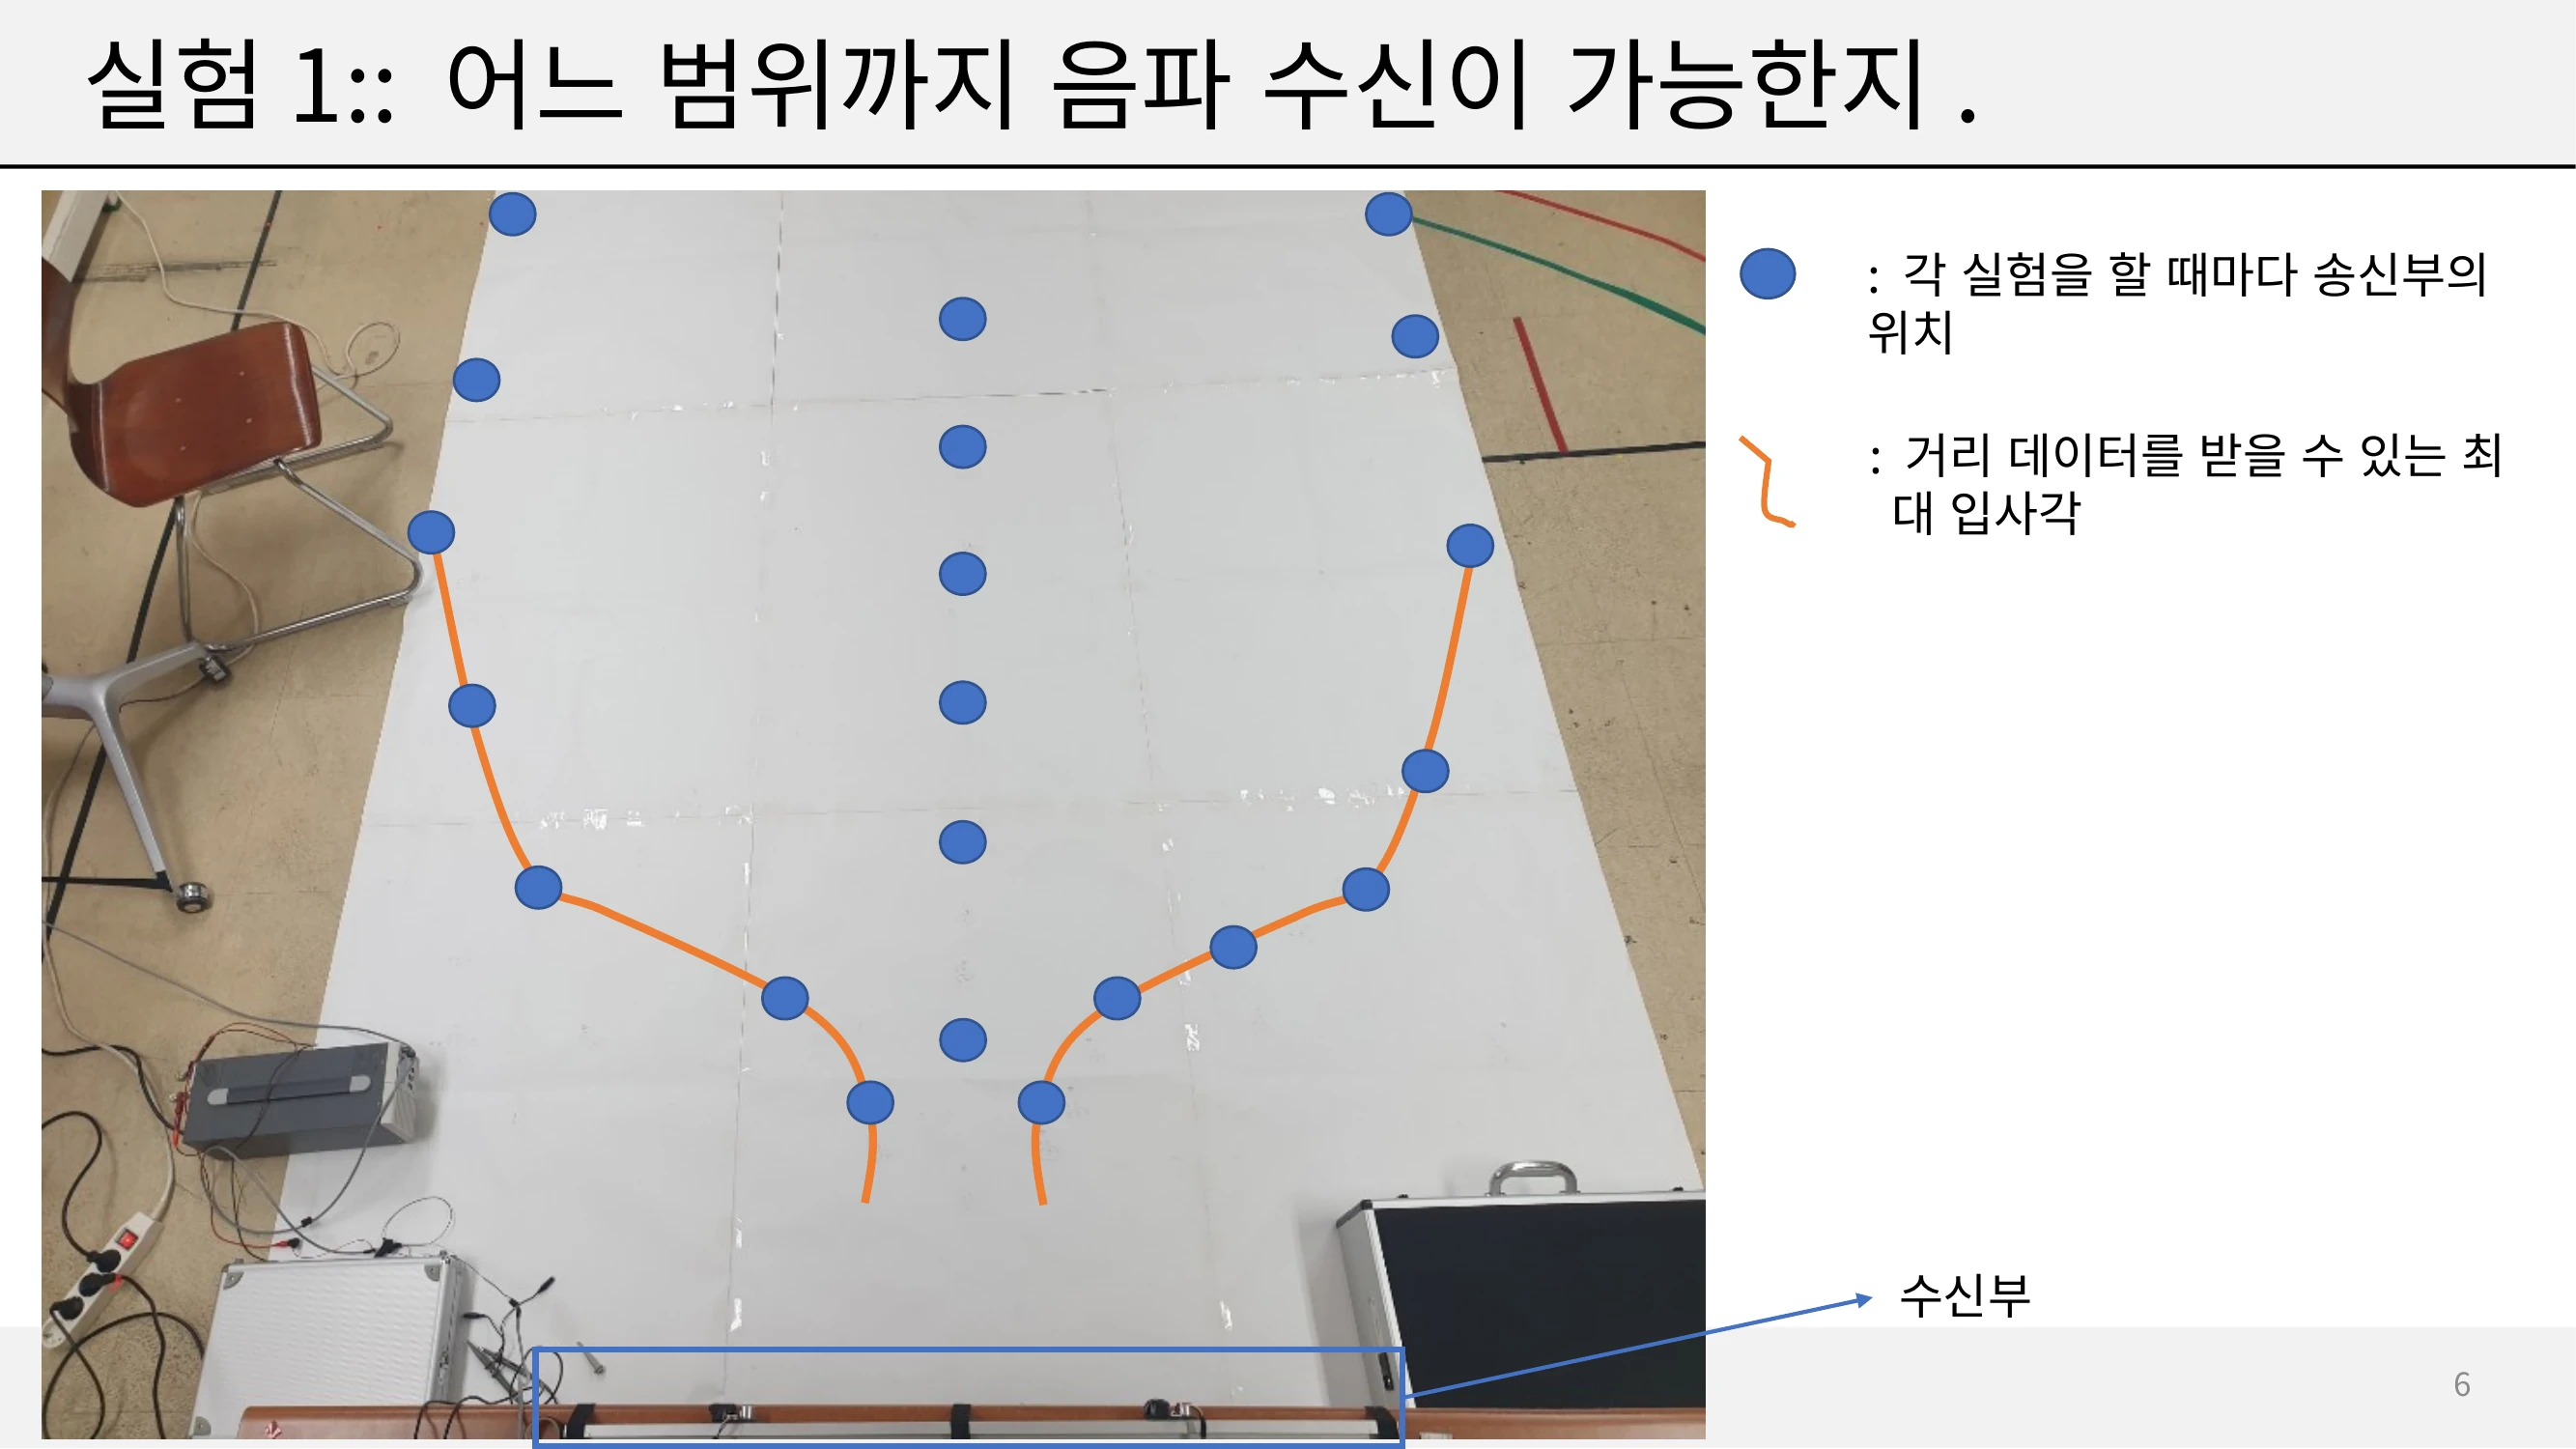 실험 1:: 어느 범위까지 음파 수신이 가능한지 .
: 각 실험을 할 때마다 송신부의
위치
: 거리 데이터를 받을 수 있는 최
대 입사각
수신부
6